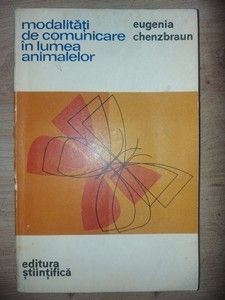 modalități
de comunicare
în lumea
animalelor
eugenia
chenzbraun
editura
științifică